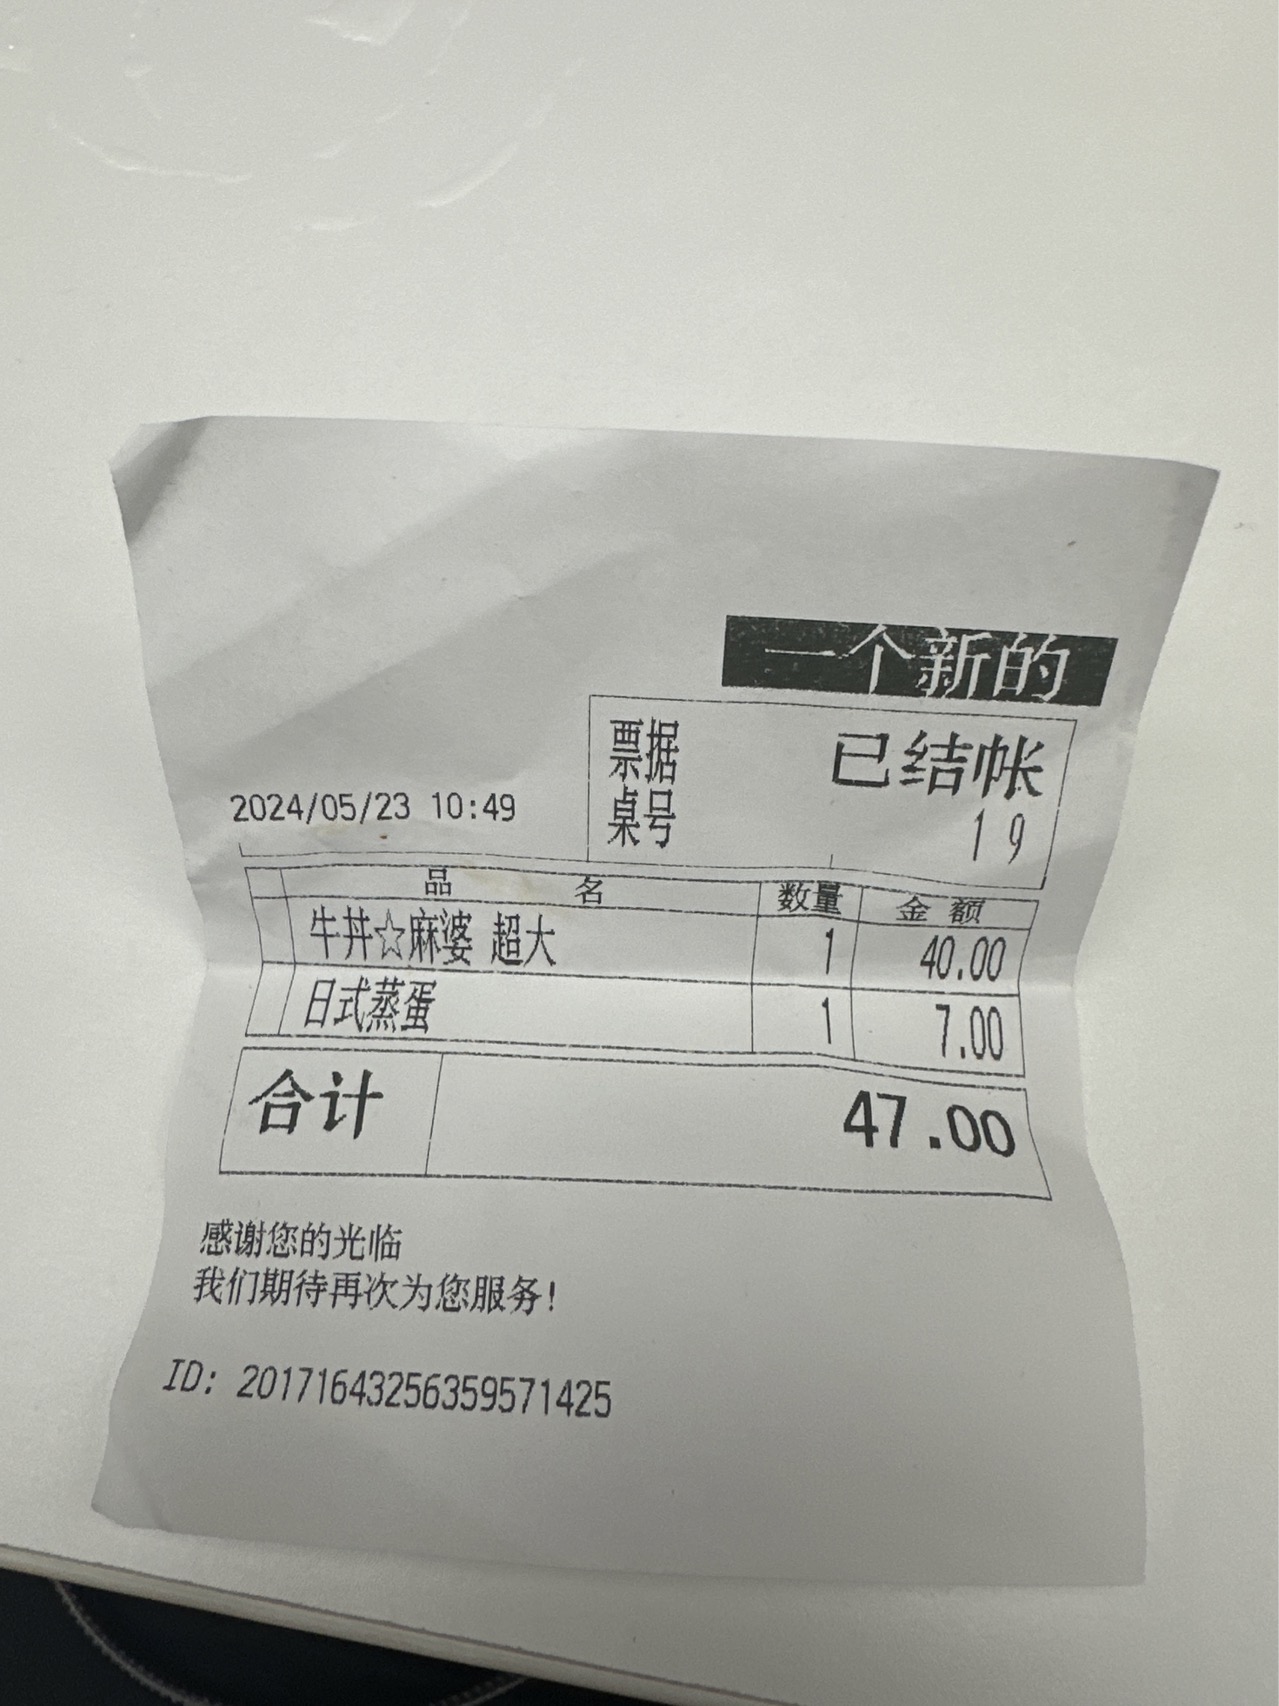 一个新的
票据 已结帐
2024/05/23 10:49 桌号 19
品 名 数量 金 额
牛丼☆麻婆 超大 1 40.00
日式蒸蛋 1 7.00
合计 47.00
感谢您的光临
我们期待再次为您服务!
ID: 20171643256359571425